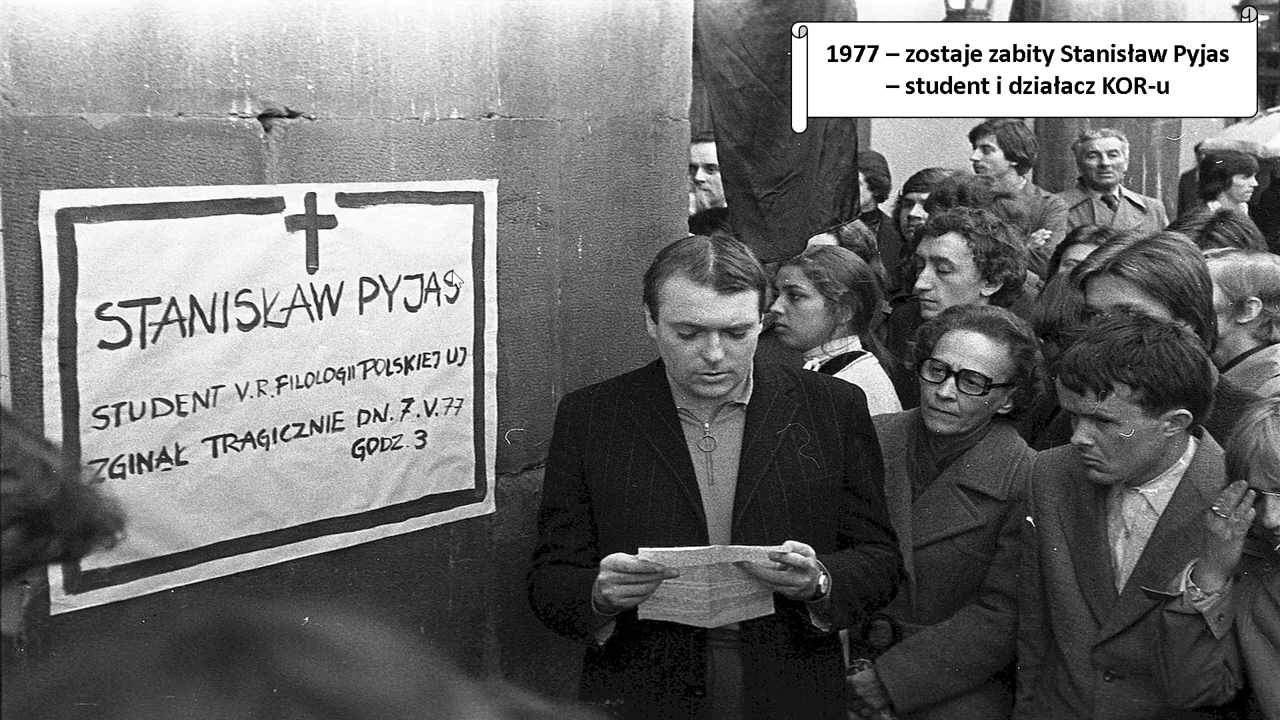 1977 – zostaje zabity Stanisław Pyjas
– student i działacz KOR-u
STANISŁAW PYJAS
STUDENT V.R. FILOLOGII POLSKIEJ UJ
ZGINĄŁ TRAGICZNIE DN. 7.V.77
GODZ. 3